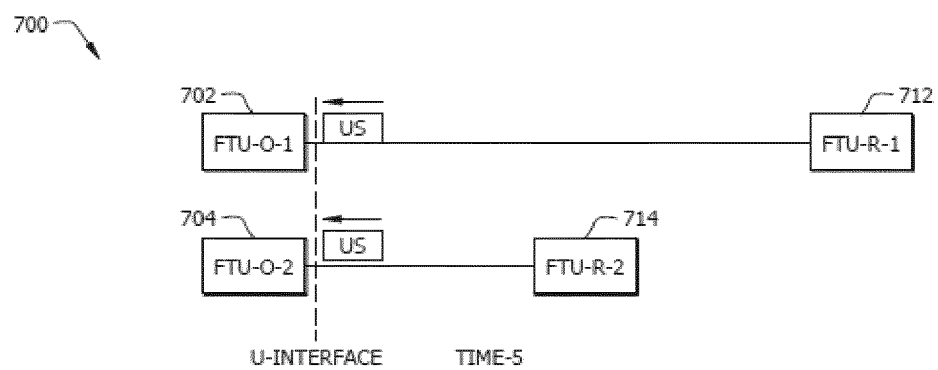 700
702
712
FTU-O-1
US
FTU-R-1
704
714
FTU-O-2
US
FTU-R-2
U-INTERFACE
TIME-5